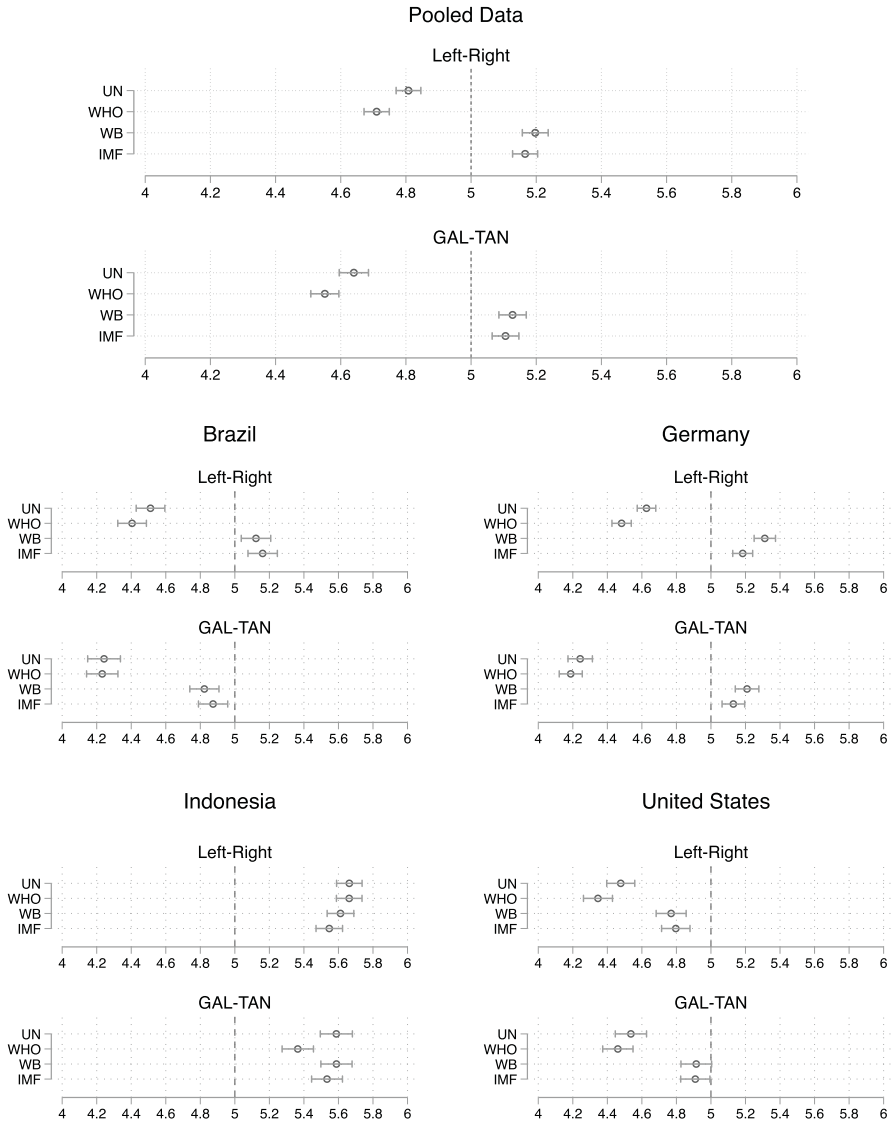 Pooled Data
Left-Right
UN
WHO
WB
IMF
4 4.2 4.4 4.6 4.8 5 5.2 5.4 5.6 5.8 6
GAL-TAN
UN
WHO
WB
IMF
4 4.2 4.4 4.6 4.8 5 5.2 5.4 5.6 5.8 6
Brazil
Left-Right
UN
WHO
WB
IMF
4 4.2 4.4 4.6 4.8 5 5.2 5.4 5.6 5.8 6
GAL-TAN
UN
WHO
WB
IMF
4 4.2 4.4 4.6 4.8 5 5.2 5.4 5.6 5.8 6
Germany
Left-Right
UN
WHO
WB
IMF
4 4.2 4.4 4.6 4.8 5 5.2 5.4 5.6 5.8 6
GAL-TAN
UN
WHO
WB
IMF
4 4.2 4.4 4.6 4.8 5 5.2 5.4 5.6 5.8 6
Indonesia
Left-Right
UN
WHO
WB
IMF
4 4.2 4.4 4.6 4.8 5 5.2 5.4 5.6 5.8 6
GAL-TAN
UN
WHO
WB
IMF
4 4.2 4.4 4.6 4.8 5 5.2 5.4 5.6 5.8 6
United States
Left-Right
UN
WHO
WB
IMF
4 4.2 4.4 4.6 4.8 5 5.2 5.4 5.6 5.8 6
GAL-TAN
UN
WHO
WB
IMF
4 4.2 4.4 4.6 4.8 5 5.2 5.4 5.6 5.8 6